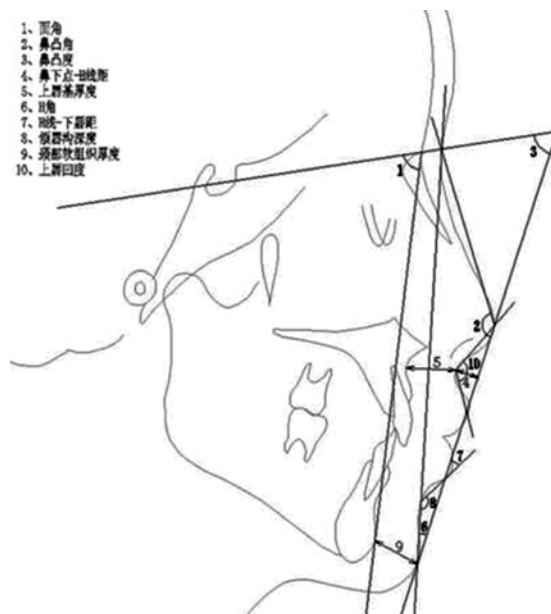 1、面角
2、鼻凸角
3、鼻凸度
4、鼻下点-H线距
5、上唇基厚度
6、H角
7、H线-下唇距
8、颏唇沟深度
9、颏部软组织厚度
10、上唇凹度
3
1
2
10
5
4
7
8
6
9